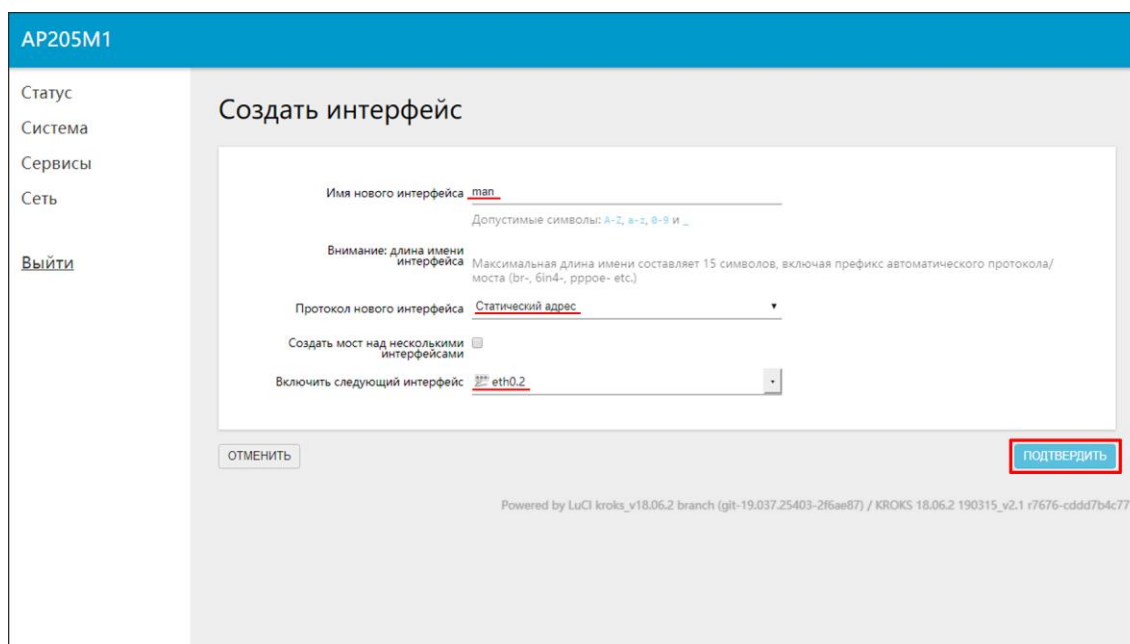 AP205M1
Статус
Система
Сервисы
Сеть
Выйти
Создать интерфейс
Имя нового интерфейса man
Допустимые символы: A-Z, a-z, 0-9 и _
Внимание: длина имени
интерфейса Максимальная длина имени составляет 15 символов, включая префикс автоматического протокола/
моста (br-, 6in4-, pppoe- etc.)
Протокол нового интерфейса Статический адрес
Создать мост над несколькими
интерфейсами
Включить следующий интерфейс eth0.2
ОТМЕНИТЬ
ПОДТВЕРДИТЬ
Powered by LuCI kroks_v18.06.2 branch (git-19.037.25403-2f6ae87) / KROKS 18.06.2 190315_v2.1 r7676-cddd7b4c77